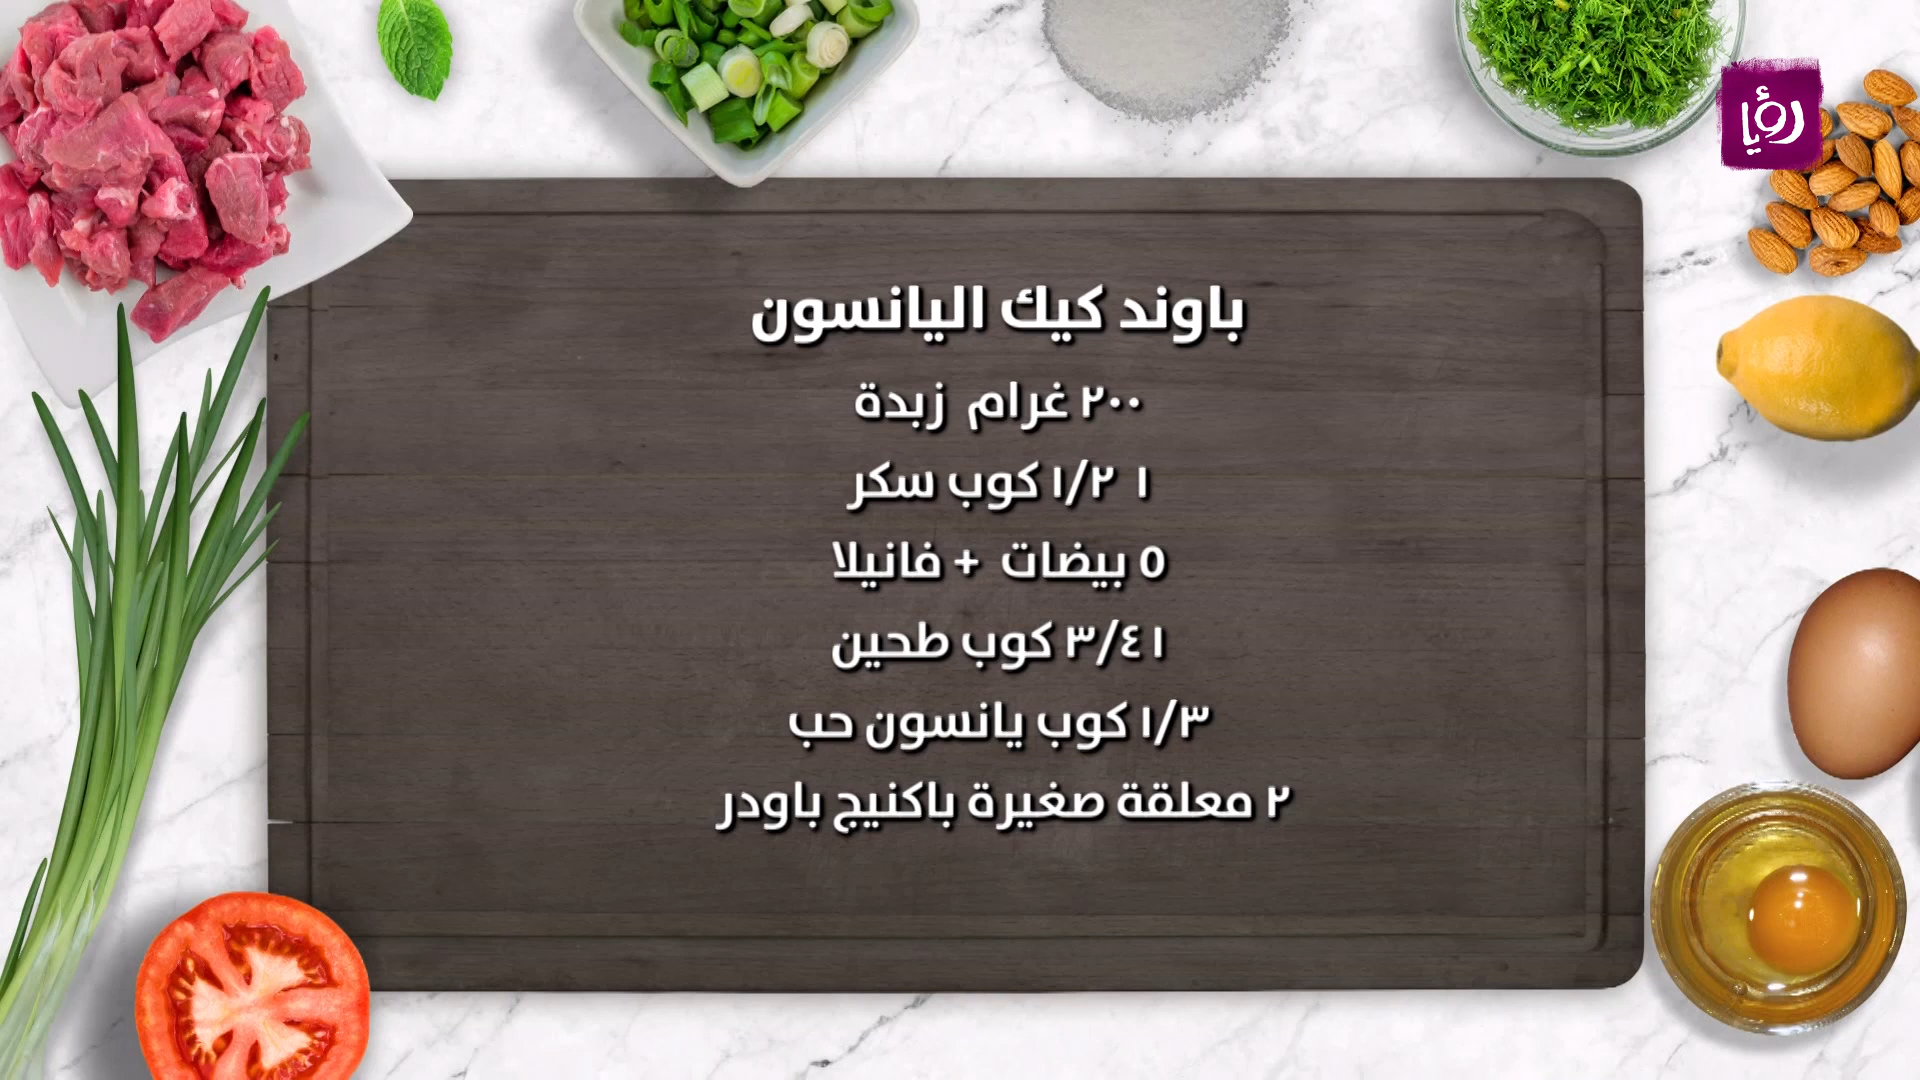 رؤيا
باوند كيك اليانسون
٢٠٠ غرام زبدة
١ ١/٢ كوب سكر
٥ بيضات + فانيلا
١ ٣/٤ كوب طحين
١/٣ كوب يانسون حب
٢ معلقة صغيرة باكنيج باودر